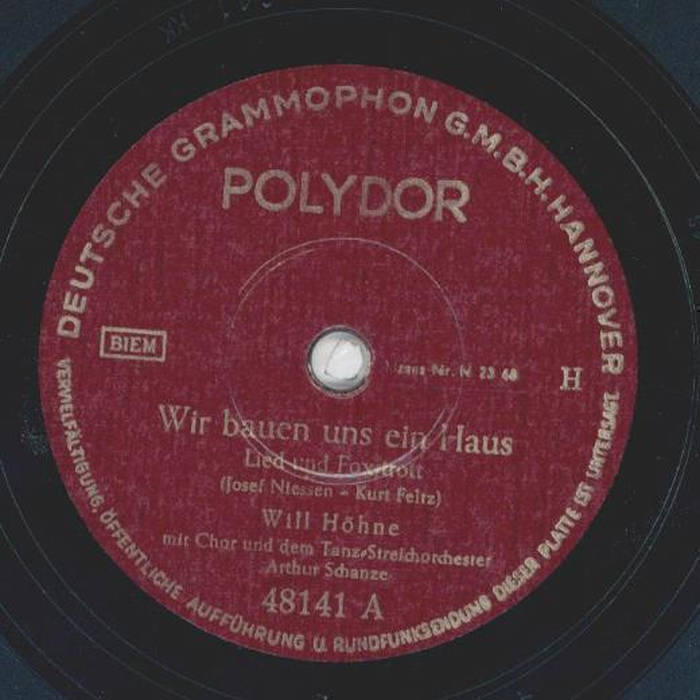 DEUTSCHE GRAMMOPHON G.M.B.H. HANNOVER
POLYDOR
BIEM
Nr. N 23 48
H
Wir bauen uns ein Haus
Lied und Foxtrott
(Josef Niessen - Kurt Feltz)
Will Höhne
mit Chor und dem Tanz-Streichorchester
Arthur Schanze
48141 A
VERVIELFÄLTIGUNG, ÖFFENTLICHE AUFFÜHRUNG U. RUNDFUNKSENDUNG DIESER PLATTE IST UNTERSAGT